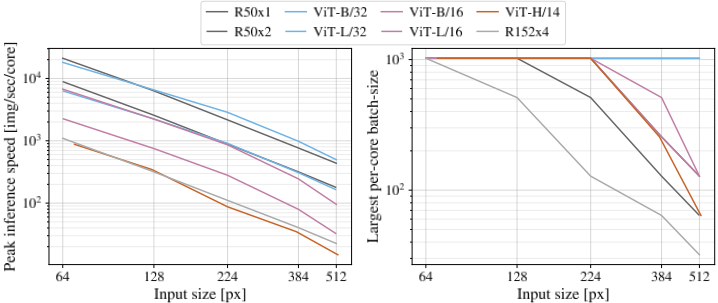 R50x1 ViT-B/32 ViT-B/16 ViT-H/14
R50x2 ViT-L/32 ViT-L/16 R152x4
Peak inference speed [img/sec/core]
10^4
10^3
10^2
64 128 224 384 512
Input size [px]
Largest per-core batch-size
10^3
10^2
64 128 224 384 512
Input size [px]